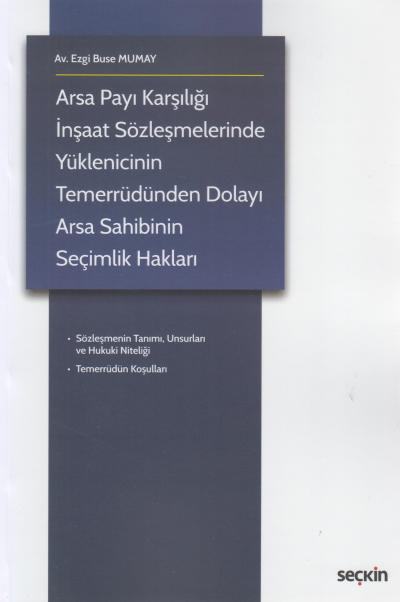 Av. Ezgi Buse MUMAY
Arsa Payı Karşılığı
İnşaat Sözleşmelerinde
Yüklenicinin
Temerrüdünden Dolayı
Arsa Sahibinin
Seçimlik Hakları
• Sözleşmenin Tanımı, Unsurları
ve Hukuki Niteliği
• Temerrüdün Koşulları
seçkin